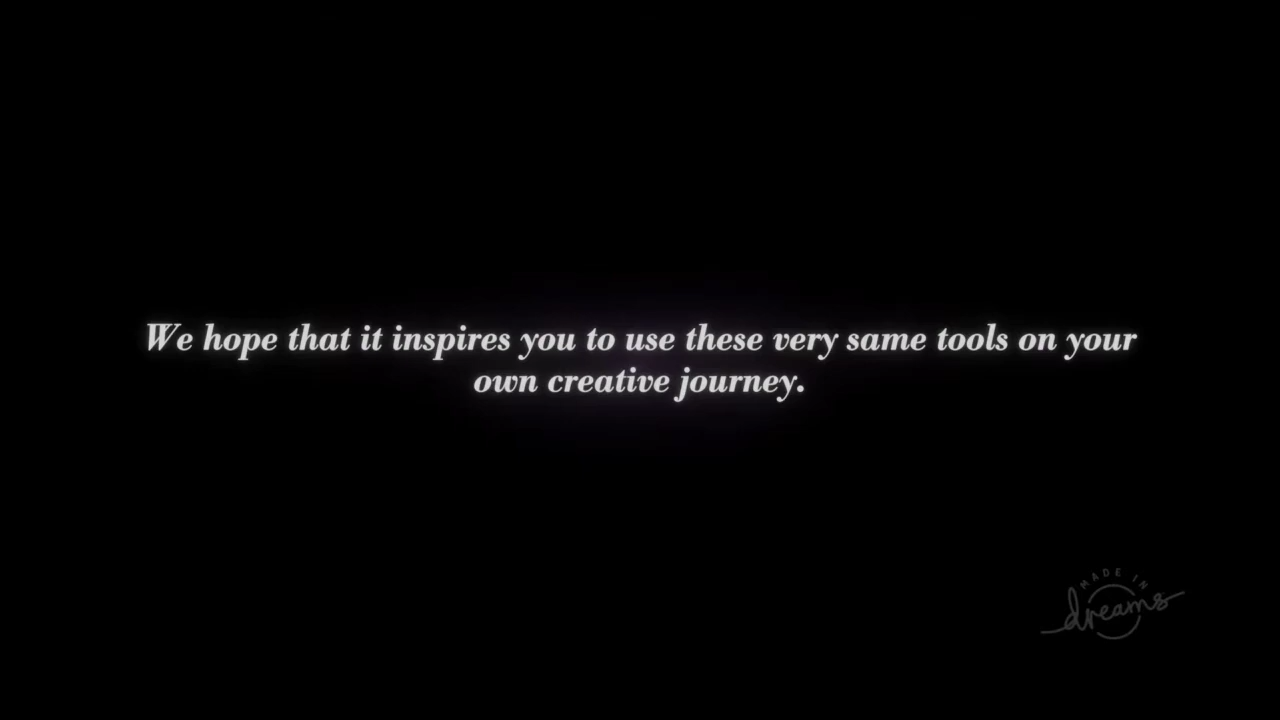 We hope that it inspires you to use these very same tools on your
own creative journey.
MADE IN
dreams